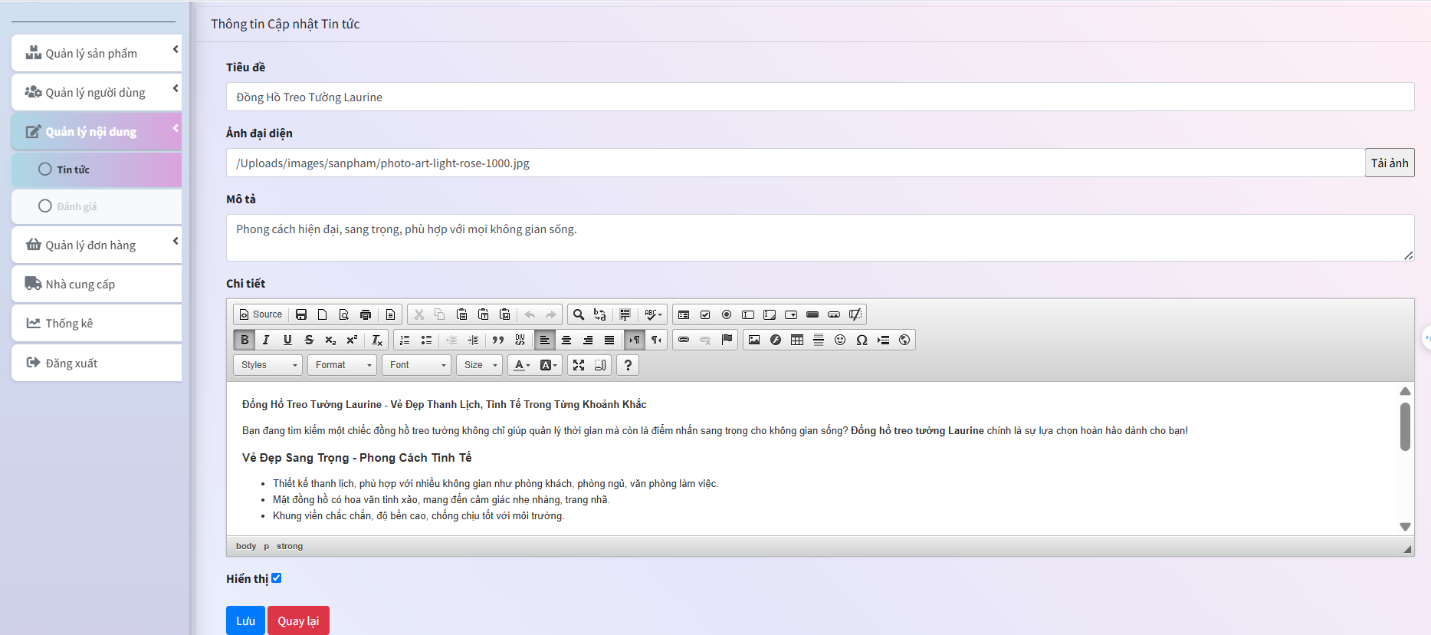 Thông tin Cập nhật Tin tức
Quản lý sản phẩm
Quản lý người dùng
Quản lý nội dung
Tin tức
Đánh giá
Quản lý đơn hàng
Nhà cung cấp
Thống kê
Đăng xuất
Tiêu đề
Đồng Hồ Treo Tường Laurine
Ảnh đại diện
/Uploads/images/sanpham/photo-art-light-rose-1000.jpg
Tải ảnh
Mô tả
Phong cách hiện đại, sang trọng, phù hợp với mọi không gian sống.
Chi tiết
Source
Styles Format Font Size
Đồng Hồ Treo Tường Laurine - Vẻ Đẹp Thanh Lịch, Tinh Tế Trong Từng Khoảnh Khắc
Bạn đang tìm kiếm một chiếc đồng hồ treo tường không chỉ giúp quản lý thời gian mà còn là điểm nhấn sang trọng cho không gian sống? Đồng hồ treo tường Laurine chính là sự lựa chọn hoàn hảo dành cho bạn!
Vẻ Đẹp Sang Trọng - Phong Cách Tinh Tế
Thiết kế thanh lịch, phù hợp với nhiều không gian như phòng khách, phòng ngủ, văn phòng làm việc.
Mặt đồng hồ có hoa văn tinh xảo, mang đến cảm giác nhẹ nhàng, trang nhã.
Khung viền chắc chắn, độ bền cao, chống chịu tốt với môi trường.
body p strong
Hiển thị
Lưu Quay lại